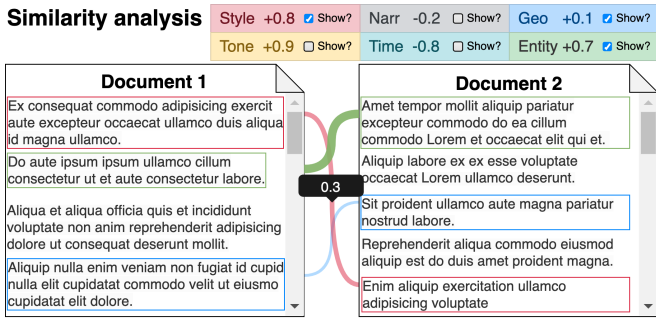 Similarity analysis
Style +0.8 Show? Narr -0.2 Show? Geo +0.1 Show?
Tone +0.9 Show? Time -0.8 Show? Entity +0.7 Show?
Document 1
Ex consequat commodo adipisicing exercit
aute excepteur occaecat ullamco duis aliqua
id magna ullamco.
Do aute ipsum ipsum ullamco cillum
consectetur ut et aute consectetur labore.
Aliqua et aliqua officia quis et incididunt
voluptate non anim reprehenderit adipisicing
dolore ut consequat deserunt mollit.
Aliquip nulla enim veniam non fugiat id cupid
nulla elit cupidatat commodo velit ut eiusmo
cupidatat elit dolore.
0.3
Document 2
Amet tempor mollit aliquip pariatur
excepteur commodo do ea cillum
commodo Lorem et occaecat elit qui et.
Aliquip labore ex ex esse voluptate
occaecat Lorem ullamco deserunt.
Sit proident ullamco aute magna pariatur
nostrud labore.
Reprehenderit aliqua commodo eiusmod
aliquip est do duis amet proident magna.
Enim aliquip exercitation ullamco
adipisicing voluptate